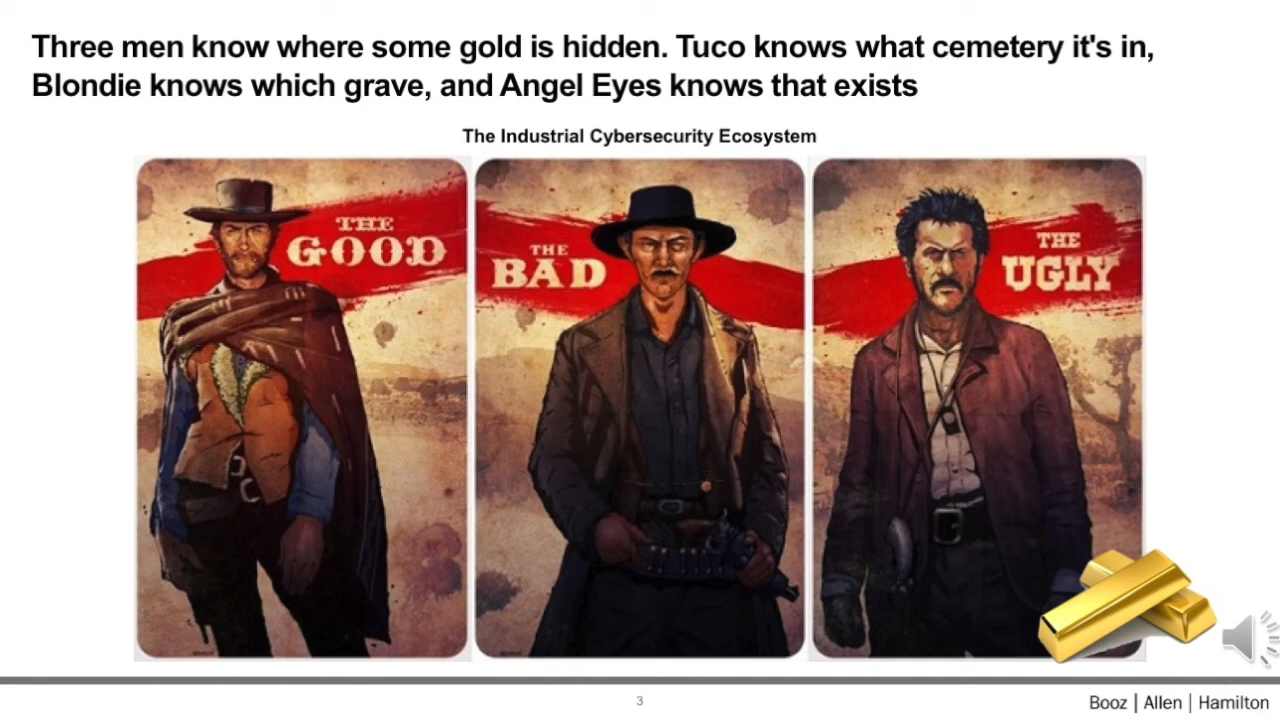 Three men know where some gold is hidden. Tuco knows what cemetery it's in,
Blondie knows which grave, and Angel Eyes knows that exists
The Industrial Cybersecurity Ecosystem
THE
GOOD
THE
BAD
THE
UGLY
3
Booz | Allen | Hamilton